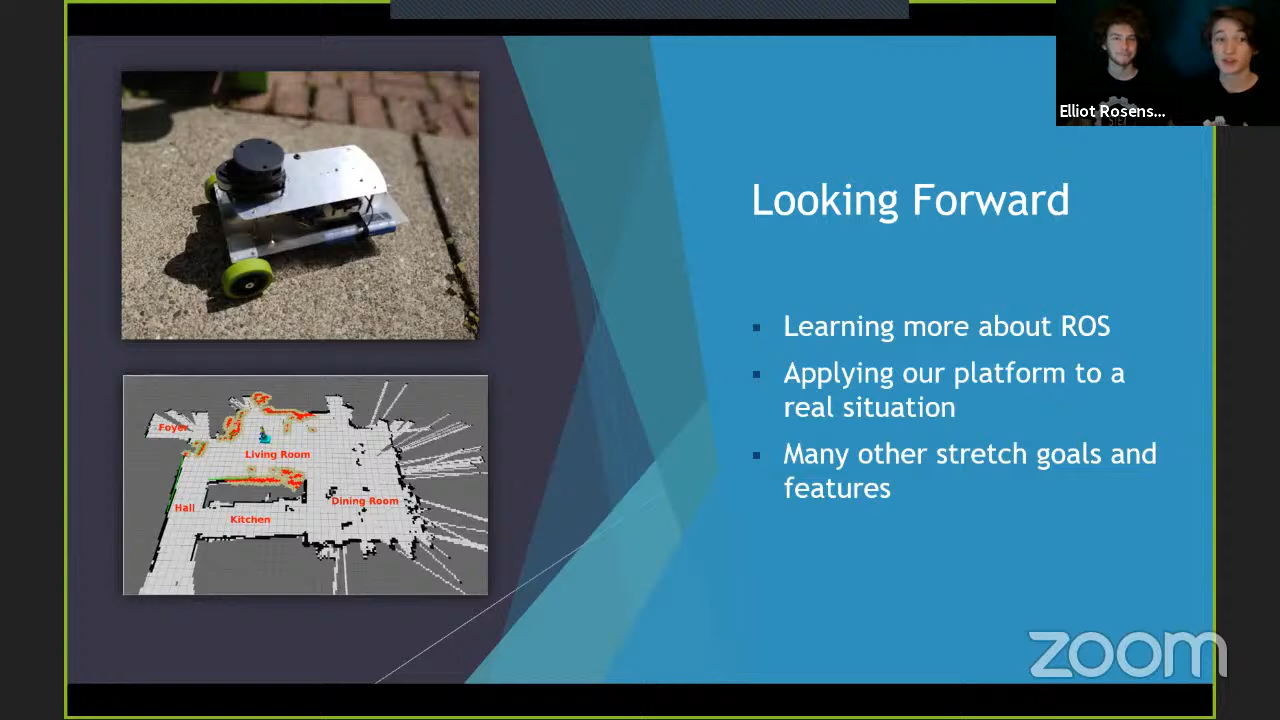 Elliot Rosens...
Looking Forward
Learning more about ROS
Applying our platform to a
real situation
Many other stretch goals and
features
Foyer
Living Room
Hall
Kitchen
Dining Room
zoom